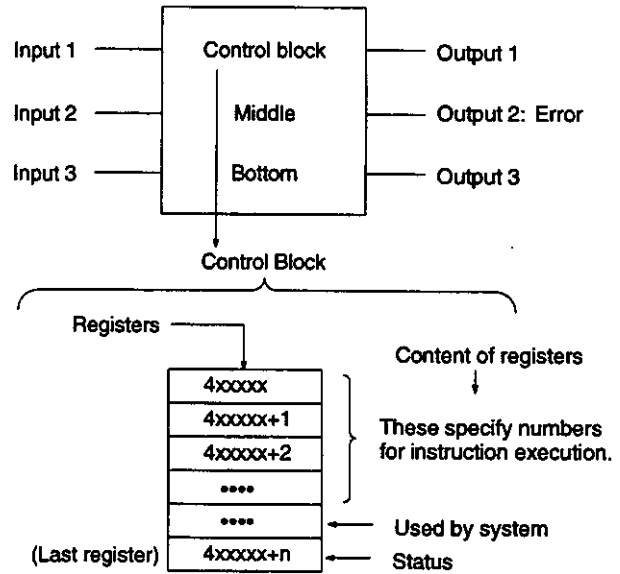 Input 1 Control block Output 1
Input 2 Middle Output 2: Error
Input 3 Bottom Output 3
Control Block
Registers
Content of registers
4xxxxx
4xxxxx+1
4xxxxx+2
These specify numbers
for instruction execution.
••••
•••• Used by system
(Last register) 4xxxxx+n Status